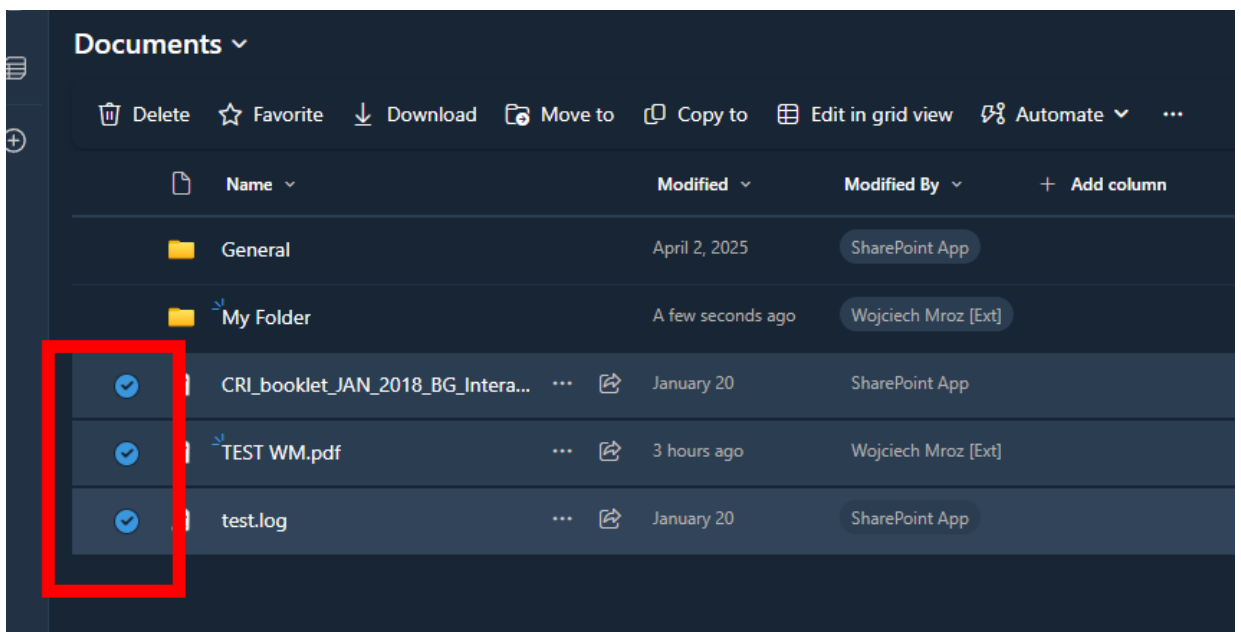 Documents
Delete Favorite Download Move to Copy to Edit in grid view Automate ...
Name Modified Modified By + Add column
General April 2, 2025 SharePoint App
My Folder A few seconds ago Wojciech Mroz [Ext]
CRI_booklet_JAN_2018_BG_Intera... ... January 20 SharePoint App
TEST WM.pdf ... 3 hours ago Wojciech Mroz [Ext]
test.log ... January 20 SharePoint App